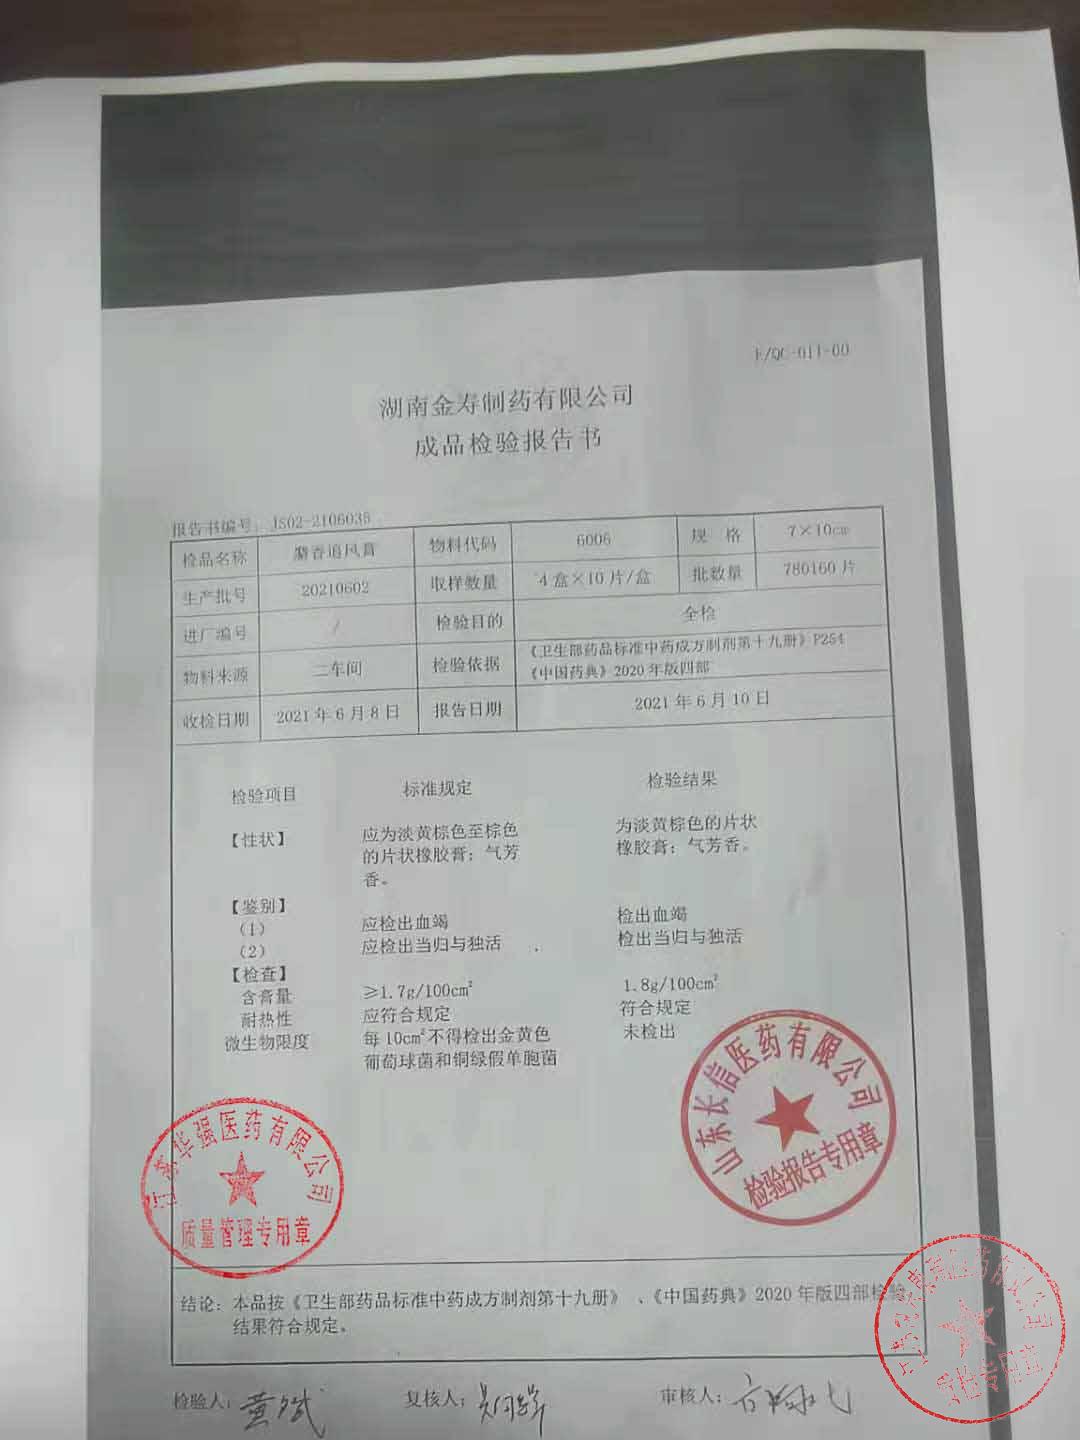 F/QC-011-00
湖南金寿制药有限公司
成品检验报告书
报告书编号: JS02-2106035
检品名称 麝香追风膏 物料代码 6006 规 格 7×10cm
生产批号 20210602 取样数量 4盒×10片/盒 批数量 780160片
进厂编号 / 检验目的 全检
物料来源 二车间 检验依据 《卫生部药品标准中药成方制剂第十九册》P254
《中国药典》2020年版四部
收检日期 2021年6月8日 报告日期 2021年6月10日
检验项目 标准规定 检验结果
【性状】 应为淡黄棕色至棕色 为淡黄棕色的片状
的片状橡胶膏;气芳 橡胶膏;气芳香。
香。
【鉴别】
(1) 应检出血竭 检出血竭
(2) 应检出当归与独活 检出当归与独活
【检查】
含膏量 ≥1.7g/100cm² 1.8g/100cm²
耐热性 应符合规定 符合规定
微生物限度 每10cm²不得检出金黄色 未检出
葡萄球菌和铜绿假单胞菌
山东长信医药有限公司
检验报告专用章
江苏华强医药有限公司
质量管理专用章
质检专用章
结论: 本品按《卫生部药品标准中药成方制剂第十九册》、《中国药典》2020年版四部检验,
结果符合规定。
检验人: 黄斌 复核人: 审核人: